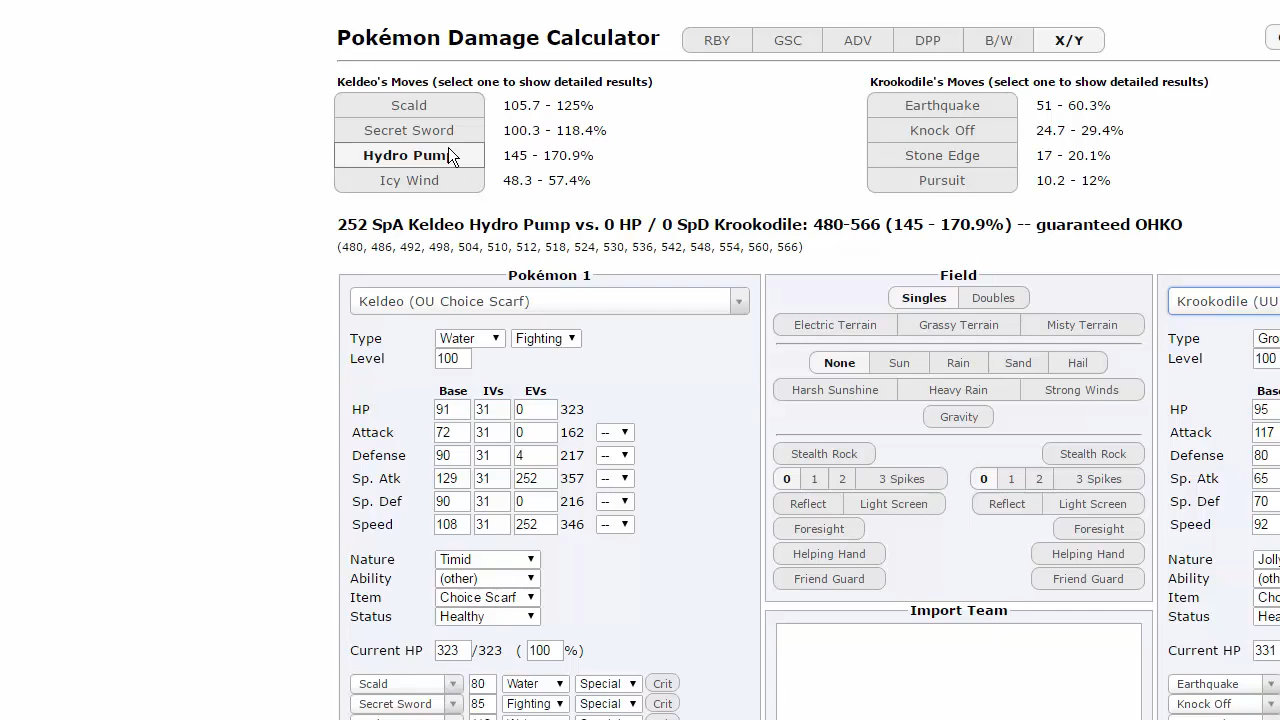 Pokémon Damage Calculator RBY GSC ADV DPP B/W X/Y
Keldeo's Moves (select one to show detailed results) Krookodile's Moves (select one to show detailed results)
Scald 105.7 - 125% Earthquake 51 - 60.3%
Secret Sword 100.3 - 118.4% Knock Off 24.7 - 29.4%
Hydro Pump 145 - 170.9% Stone Edge 17 - 20.1%
Icy Wind 48.3 - 57.4% Pursuit 10.2 - 12%
252 SpA Keldeo Hydro Pump vs. 0 HP / 0 SpD Krookodile: 480-566 (145 - 170.9%) -- guaranteed OHKO
(480, 486, 492, 498, 504, 510, 512, 518, 524, 530, 536, 542, 548, 554, 560, 566)
Pokémon 1
Keldeo (OU Choice Scarf)
Type Water Fighting
Level 100
Base IVs EVs
HP 91 31 0 323
Attack 72 31 0 162 --
Defense 90 31 4 217 --
Sp. Atk 129 31 252 357 --
Sp. Def 90 31 0 216 --
Speed 108 31 252 346 --
Nature Timid
Ability (other)
Item Choice Scarf
Status Healthy
Current HP 323 /323 ( 100 %)
Scald 80 Water Special Crit
Secret Sword 85 Fighting Special Crit
Field
Singles Doubles
Electric Terrain Grassy Terrain Misty Terrain
None Sun Rain Sand Hail
Harsh Sunshine Heavy Rain Strong Winds
Gravity
Stealth Rock Stealth Rock
0 1 2 3 Spikes 0 1 2 3 Spikes
Reflect Light Screen Reflect Light Screen
Foresight Foresight
Helping Hand Helping Hand
Friend Guard Friend Guard
Import Team
Krookodile (UU
Type Gro
Level 100
Bas
HP 95
Attack 117
Defense 80
Sp. Atk 65
Sp. Def 70
Speed 92
Nature Jolly
Ability (oth
Item Cho
Status Hea
Current HP 331
Earthquake
Knock Off